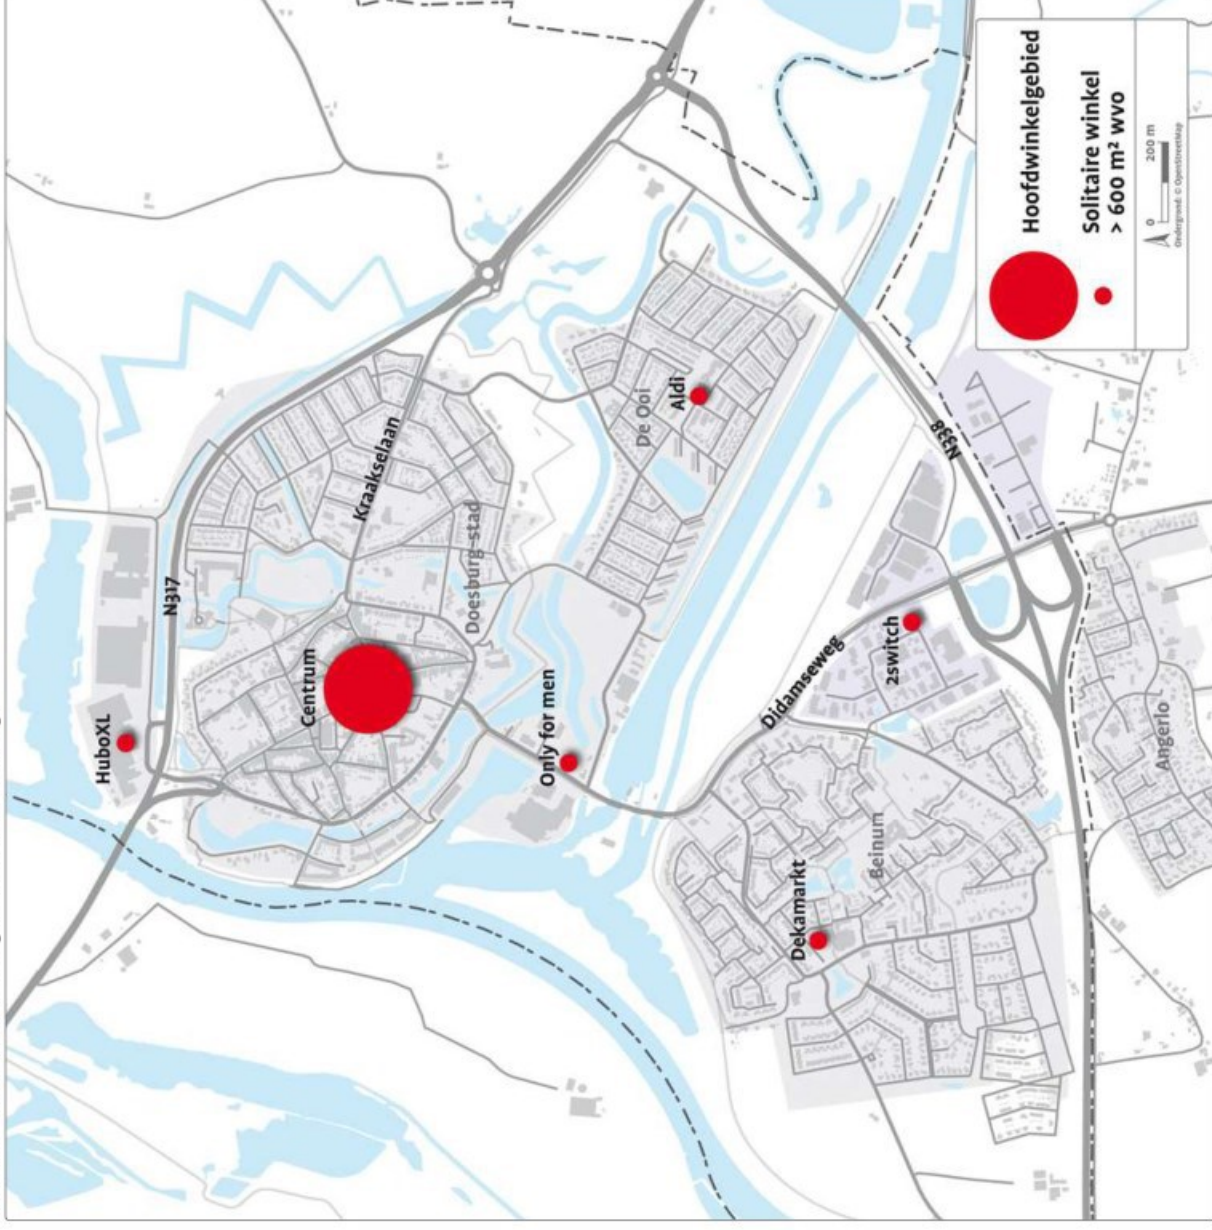 HuboXL
N317
Centrum
Kraakselaan
Doesburg-stad
Only for men
De Ooi
Aldi
Dekamarkt
Didamseweg
Beinum
2switch
N338
Angerlo
Hoofdwinkelgebied
Solitaire winkel
> 600 m² wvo
0 200 m
Ondergrond: © OpenStreetMap